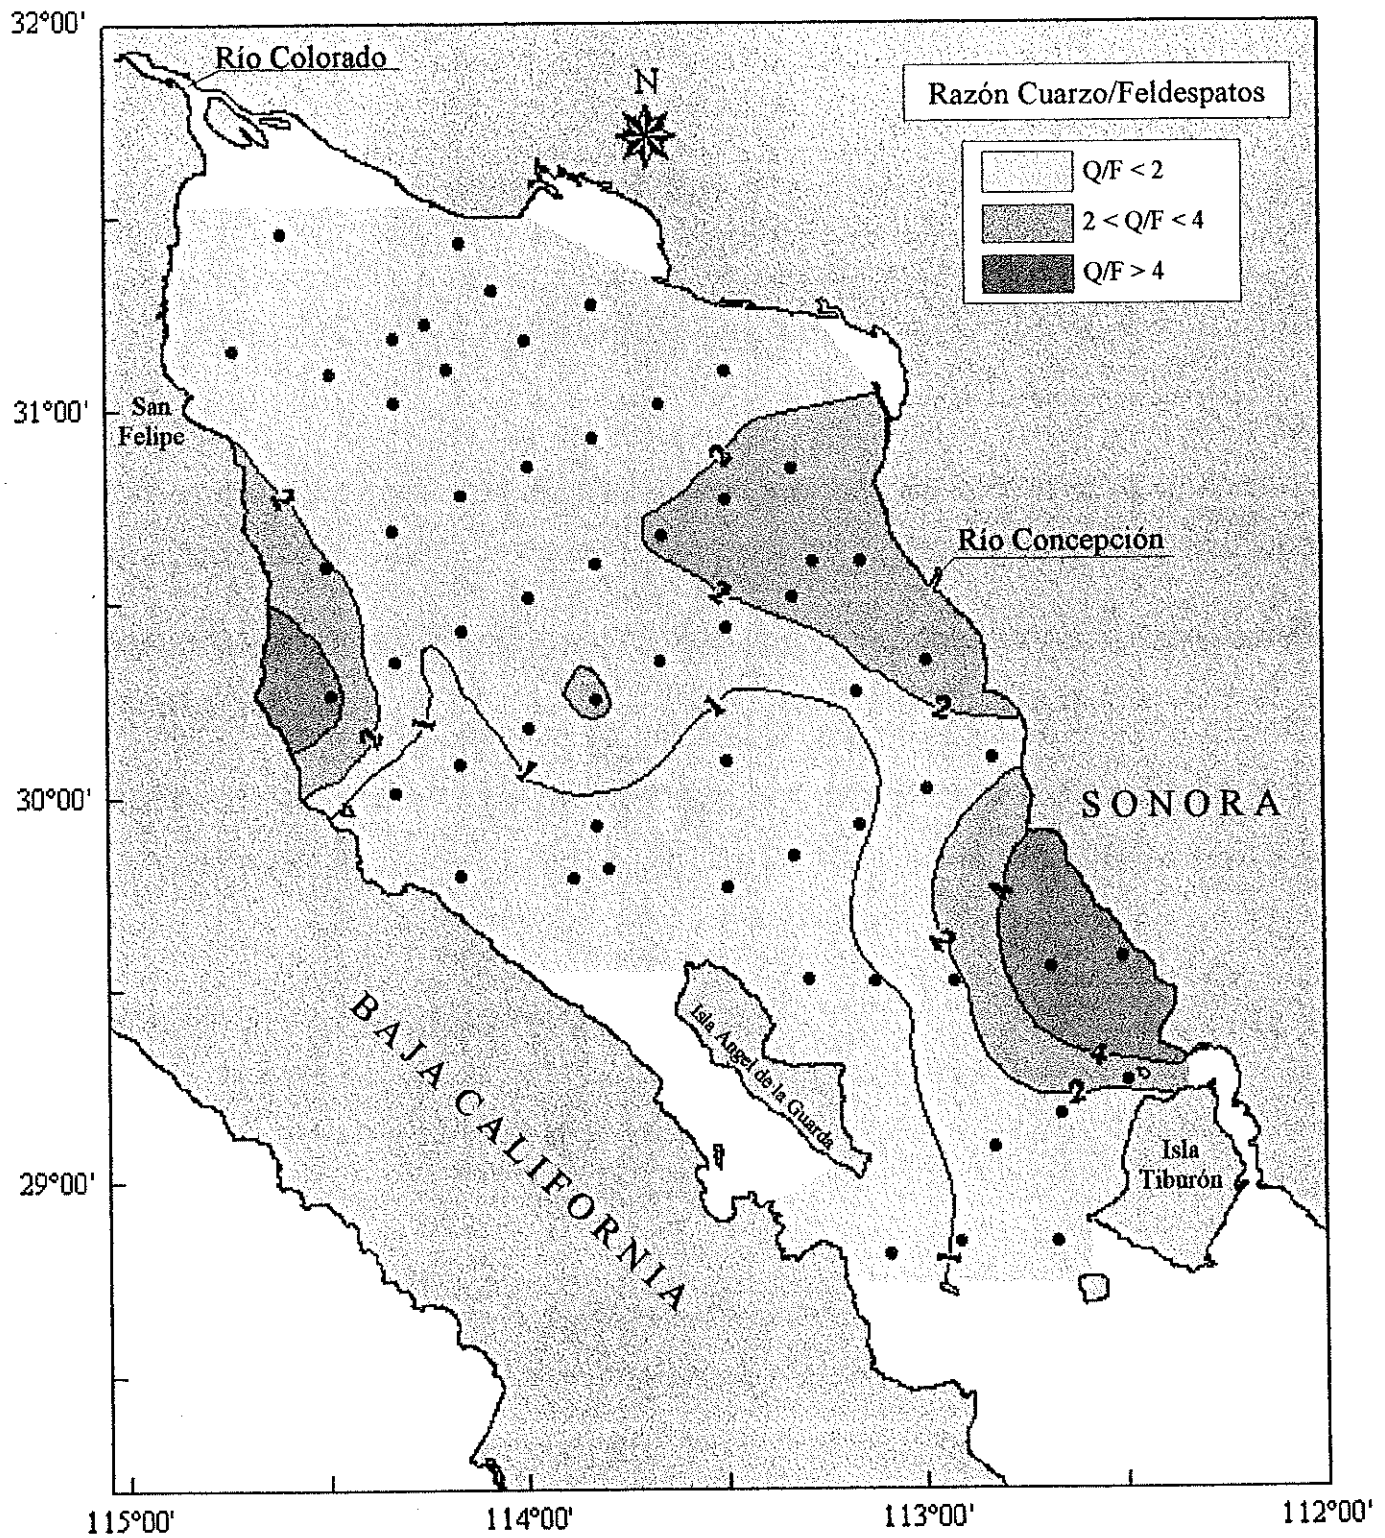 32°00'
Río Colorado
N
Razón Cuarzo/Feldespatos
Q/F < 2
2 < Q/F < 4
Q/F > 4
31°00'
San
Felipe
2
2
Río Concepción
2
1
1
2
2
1
30°00'
SONORA
4
2
BAJA CALIFORNIA
Isla Angel de la Guarda
4
2
Isla
Tiburón
29°00'
1
115°00'
114°00'
113°00'
112°00'